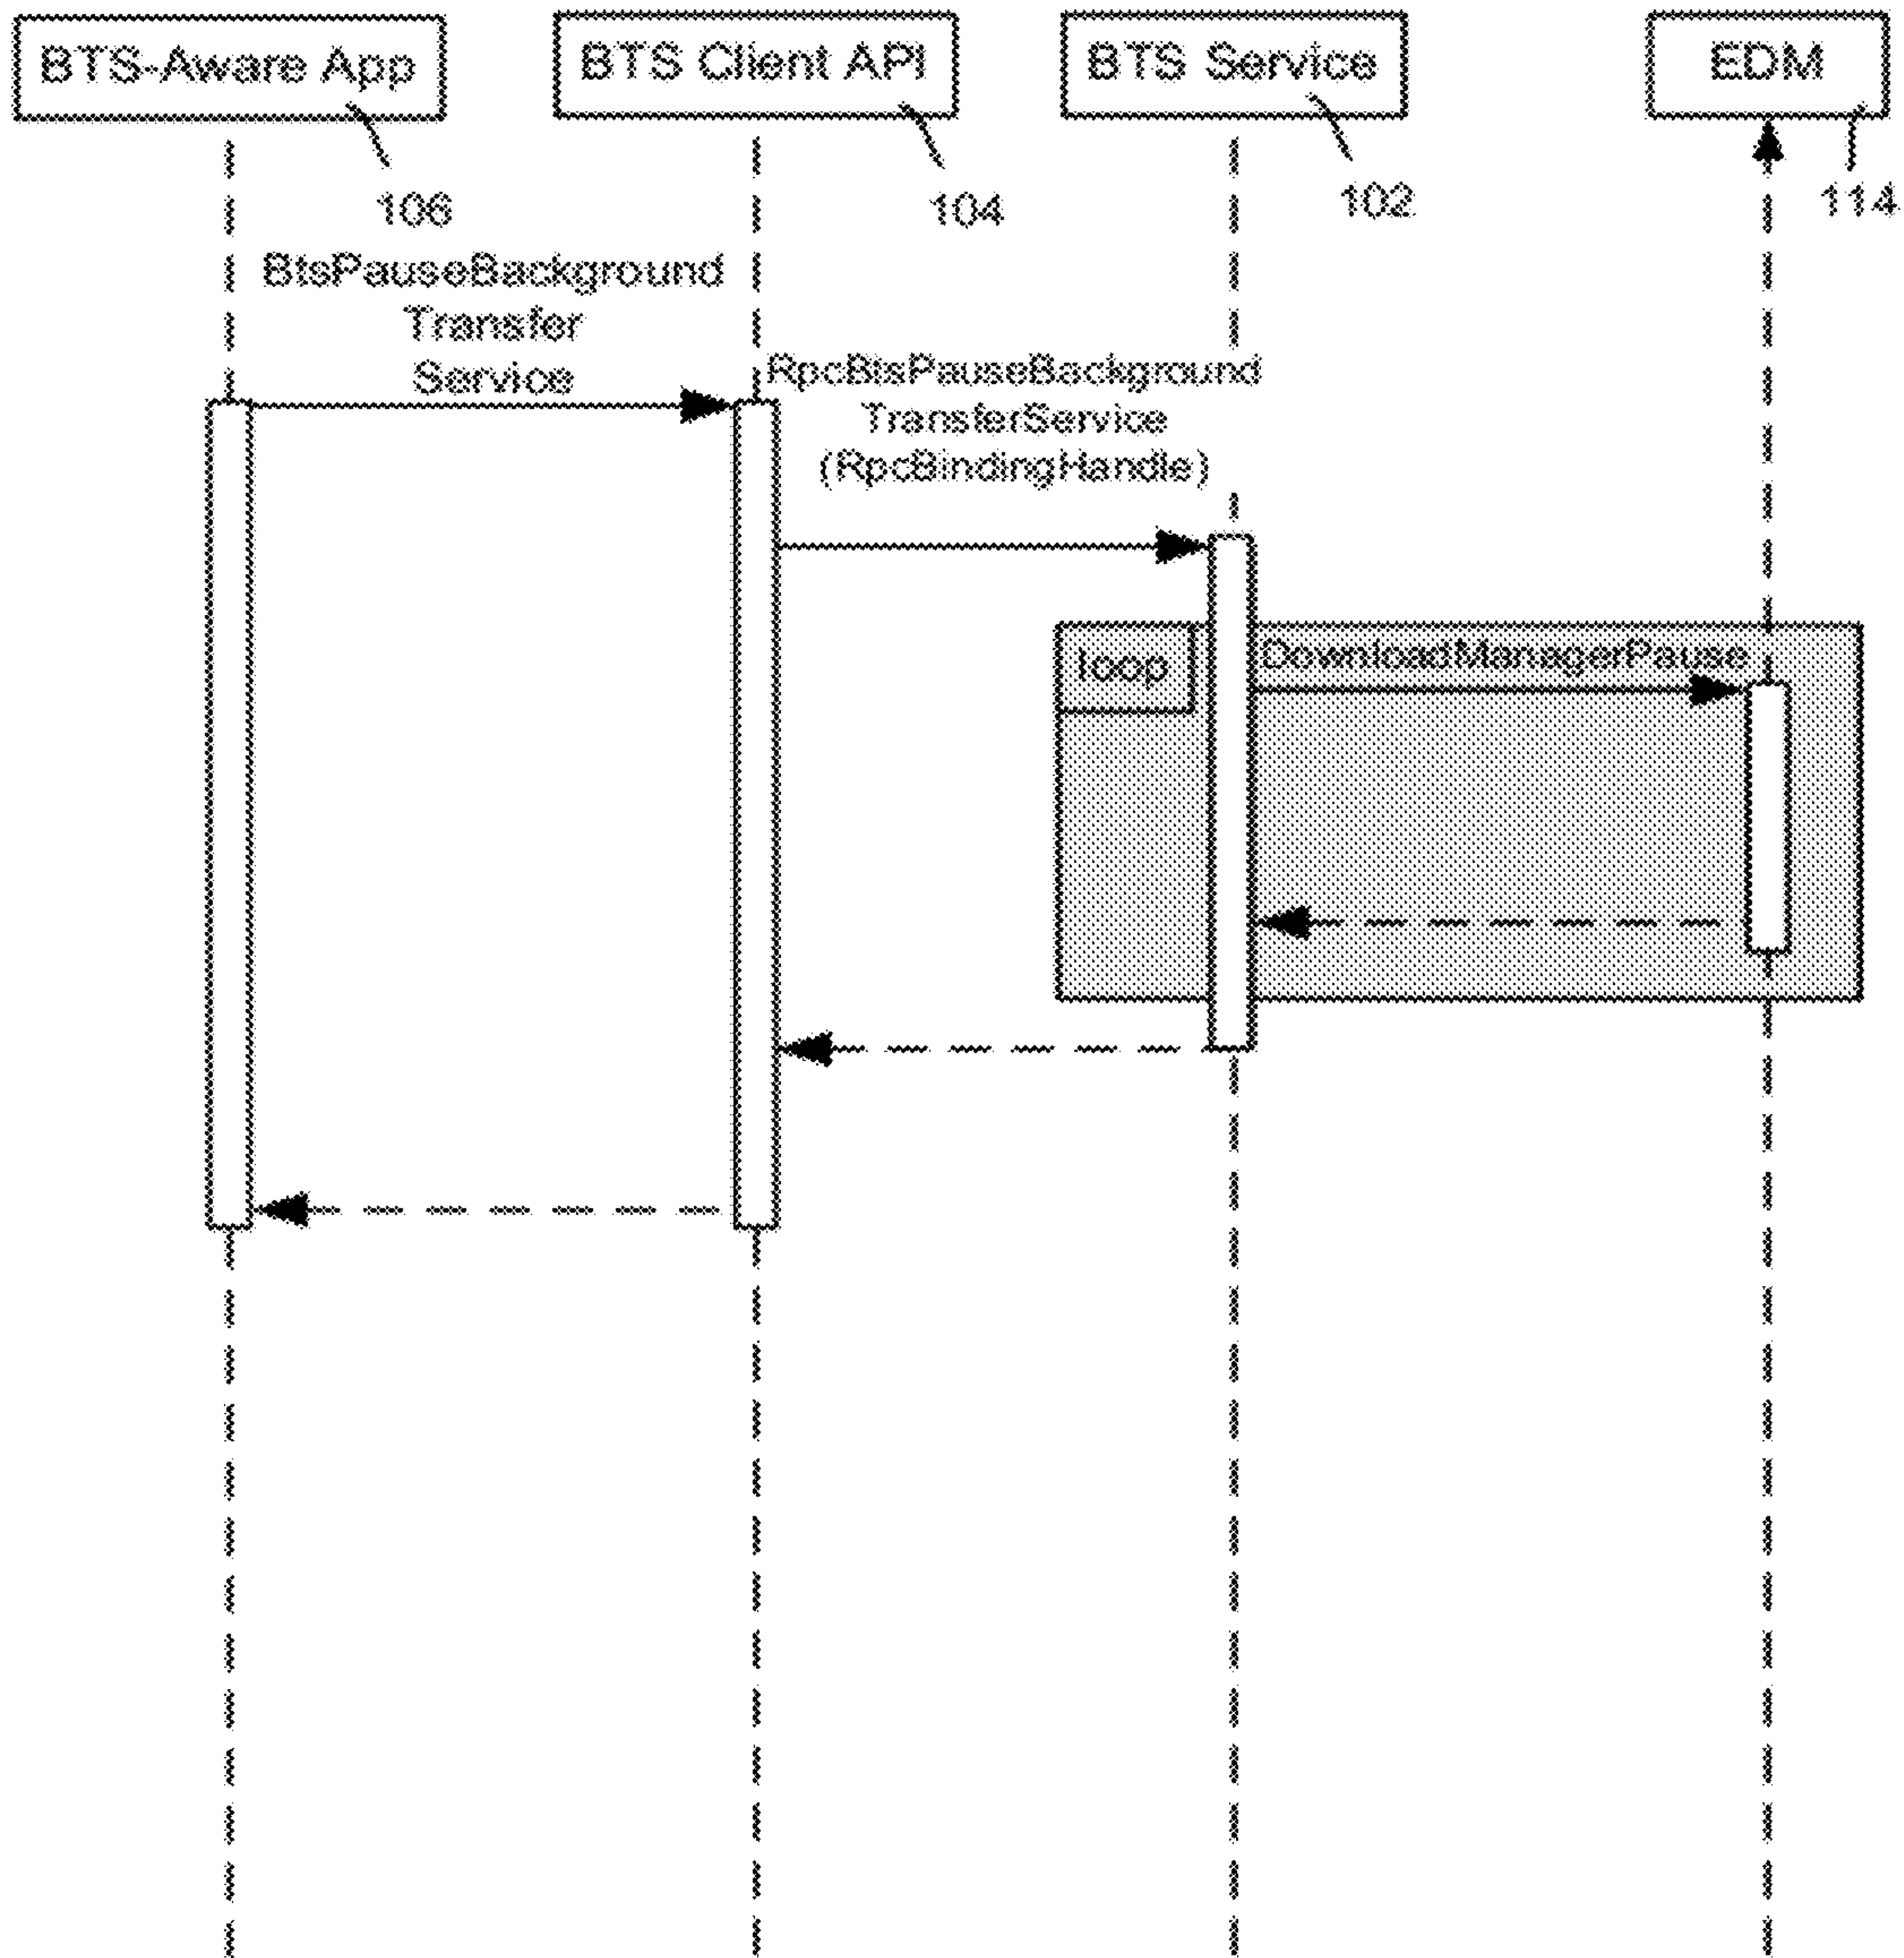 BTS-Aware App
BTS Client API
BTS Service
EDM
106
104
102
114
BtsPauseBackground
Transfer
Service
RpcBtsPauseBackground
TransferService
(RpcBindingHandle)
loop
DownloadManagerPause